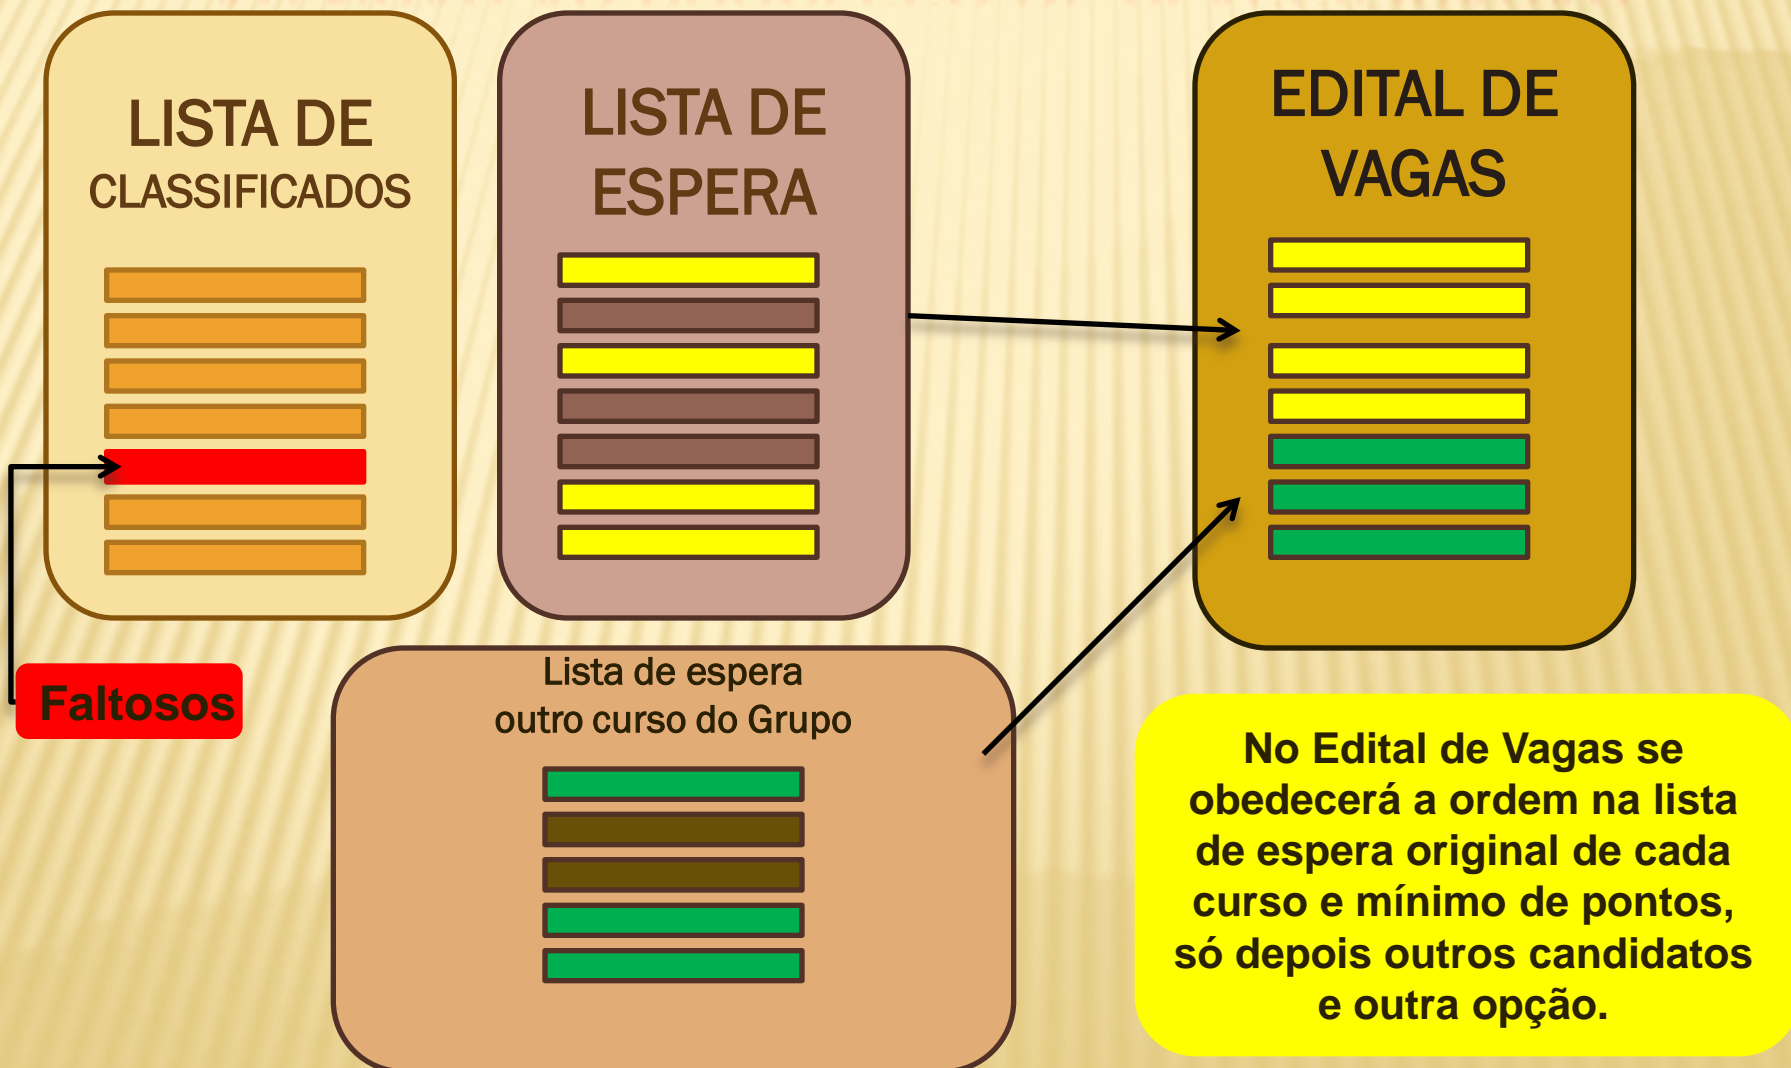 LISTA DE
CLASSIFICADOS
LISTA DE
ESPERA
EDITAL DE
VAGAS
Faltosos
Lista de espera
outro curso do Grupo
No Edital de Vagas se
obedecerá a ordem na lista
de espera original de cada
curso e mínimo de pontos,
só depois outros candidatos
e outra opção.